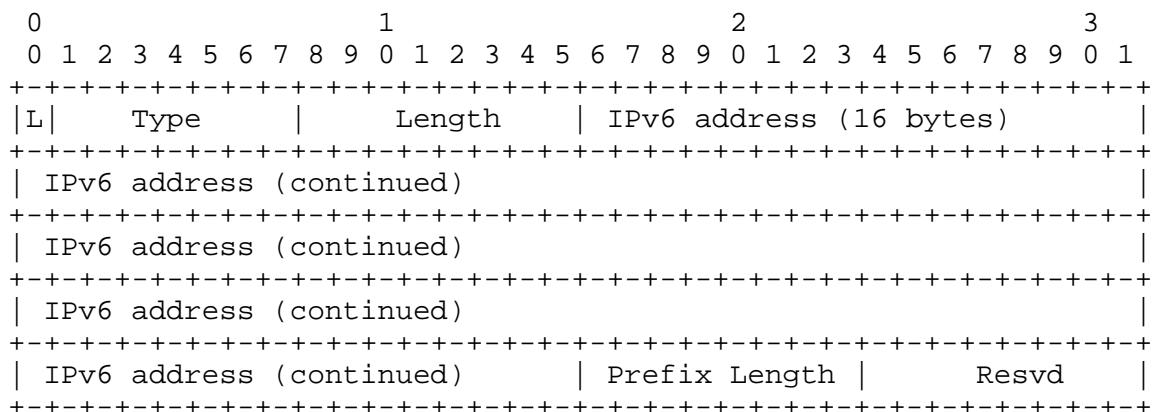 0                   1                   2                   3
 0 1 2 3 4 5 6 7 8 9 0 1 2 3 4 5 6 7 8 9 0 1 2 3 4 5 6 7 8 9 0 1
+-+-+-+-+-+-+-+-+-+-+-+-+-+-+-+-+-+-+-+-+-+-+-+-+-+-+-+-+-+-+-+-+
|L|    Type     |     Length    | IPv6 address (16 bytes)       |
+-+-+-+-+-+-+-+-+-+-+-+-+-+-+-+-+-+-+-+-+-+-+-+-+-+-+-+-+-+-+-+-+
| IPv6 address (continued)                                      |
+-+-+-+-+-+-+-+-+-+-+-+-+-+-+-+-+-+-+-+-+-+-+-+-+-+-+-+-+-+-+-+-+
| IPv6 address (continued)                                      |
+-+-+-+-+-+-+-+-+-+-+-+-+-+-+-+-+-+-+-+-+-+-+-+-+-+-+-+-+-+-+-+-+
| IPv6 address (continued)                                      |
+-+-+-+-+-+-+-+-+-+-+-+-+-+-+-+-+-+-+-+-+-+-+-+-+-+-+-+-+-+-+-+-+
| IPv6 address (continued)      | Prefix Length |      Resvd    |
+-+-+-+-+-+-+-+-+-+-+-+-+-+-+-+-+-+-+-+-+-+-+-+-+-+-+-+-+-+-+-+-+